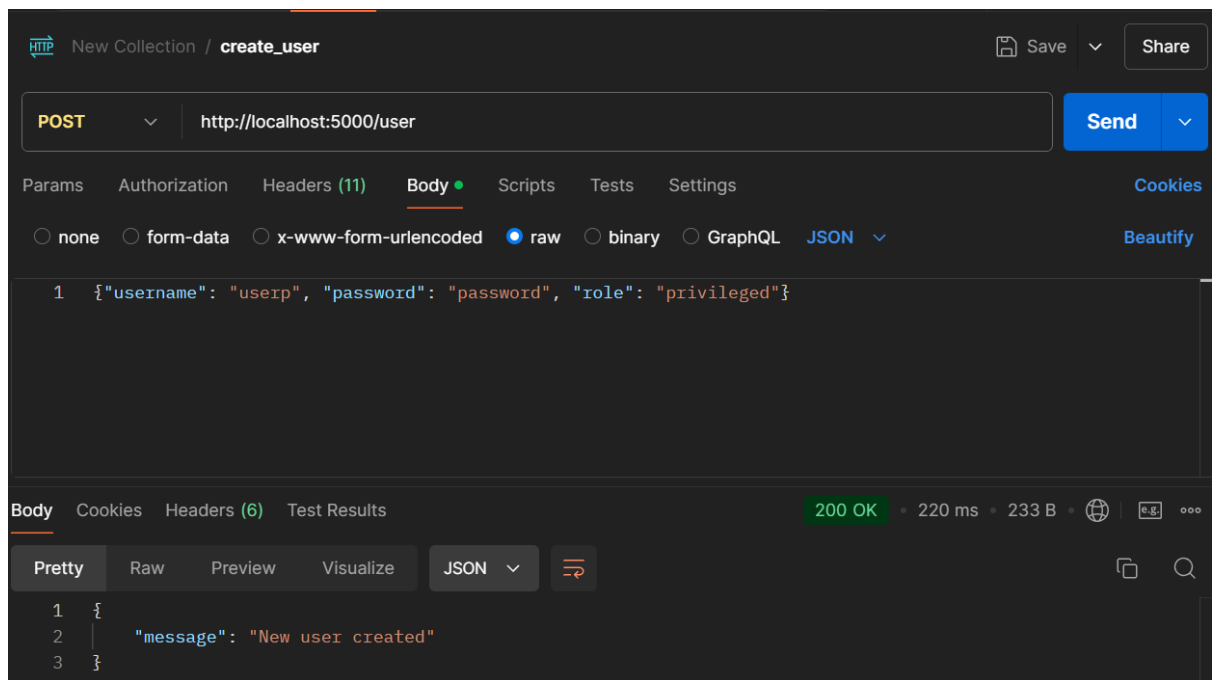 HTTP New Collection / create_user Save Share
POST http://localhost:5000/user Send
Params Authorization Headers (11) Body Scripts Tests Settings Cookies
none form-data x-www-form-urlencoded raw binary GraphQL JSON Beautify
1 {"username": "userp", "password": "password", "role": "privileged"}
Body Cookies Headers (6) Test Results 200 OK • 220 ms • 233 B • e.g.
Pretty Raw Preview Visualize JSON
1 {
2 "message": "New user created"
3 }